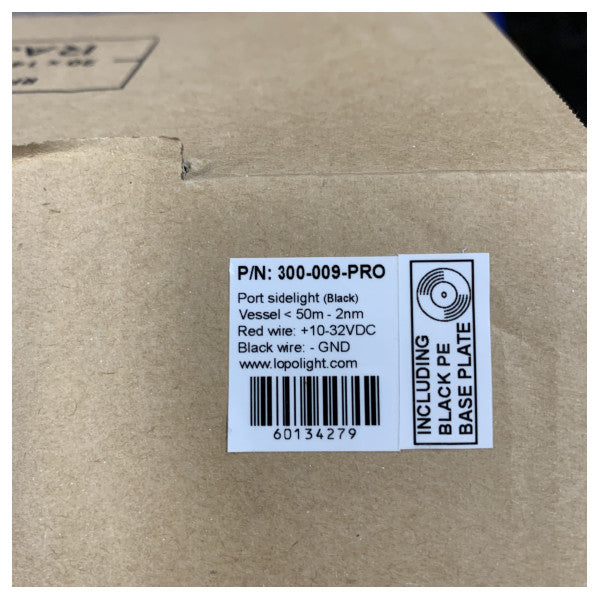 P/N: 300-009-PRO
Port sidelight (Black)
Vessel < 50m - 2nm
Red wire: +10-32VDC
Black wire: - GND
www.lopolight.com
60134279
INCLUDING
BLACK PE
BASE PLATE